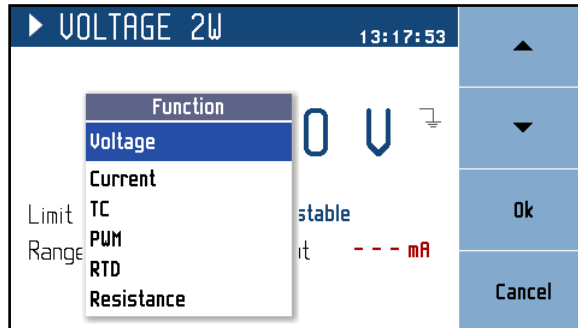 VOLTAGE 2W 13:17:53
Function
Voltage
Current
TC
PWM
RTD
Resistance
0 V
Limit stable
Range
--- mA
Ok
Cancel